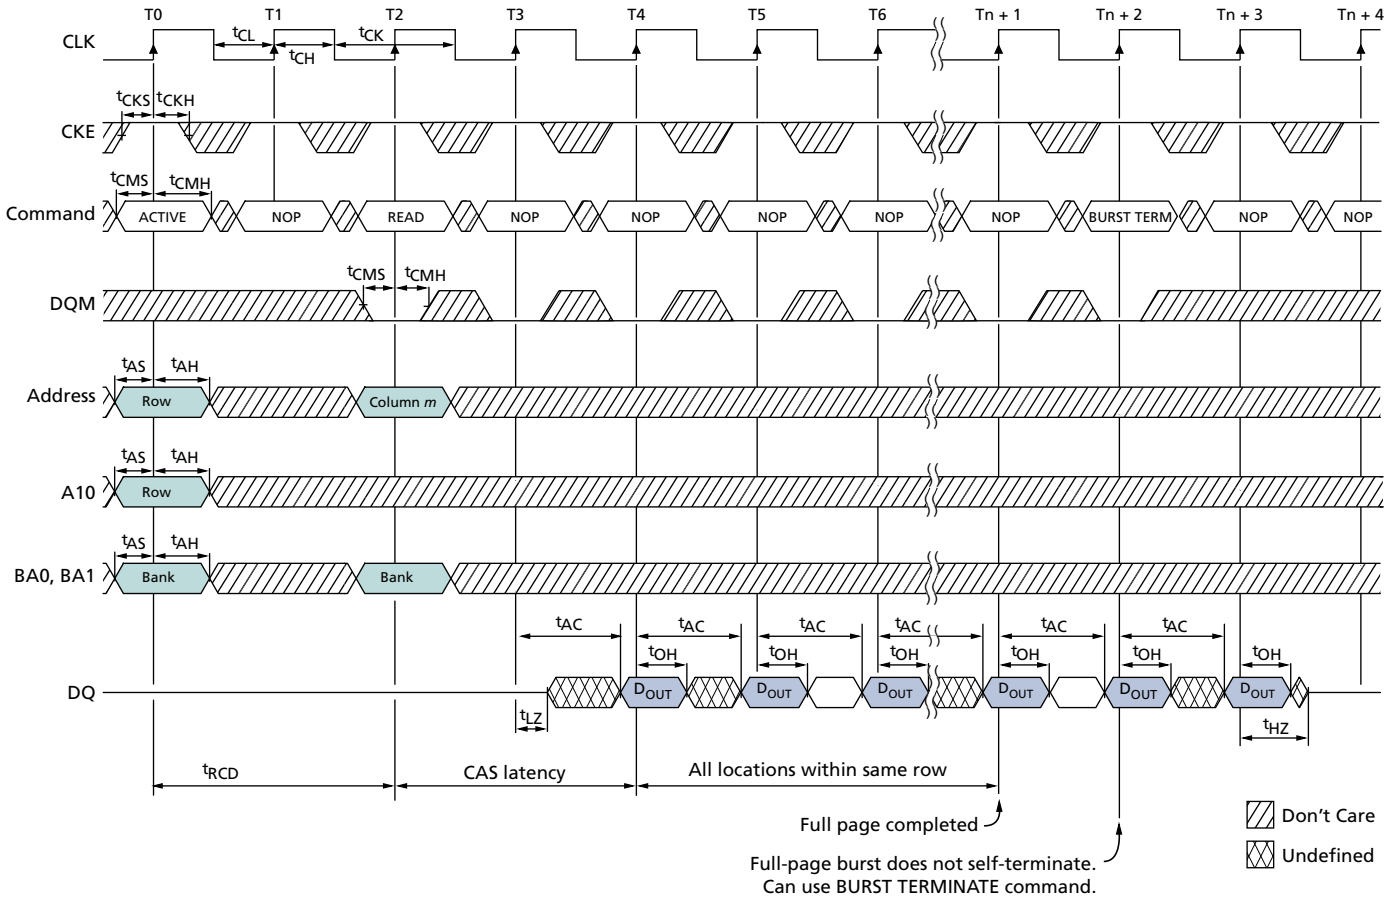 T0 T1 T2 T3 T4 T5 T6 Tn + 1 Tn + 2 Tn + 3 Tn + 4
CLK
tCL tCK
tCH
tCKS tCKH
CKE
tCMS tCMH
Command
ACTIVE NOP READ NOP NOP NOP NOP NOP BURST TERM NOP NOP
tCMS tCMH
DQM
tAS tAH
Address
Row Column m
tAS tAH
A10
Row
tAS tAH
BA0, BA1
Bank Bank
tAC tAC tAC tAC tAC tAC
tOH tOH tOH tOH tOH tOH
DQ
DOUT DOUT DOUT DOUT DOUT DOUT
tLZ
tHZ
tRCD CAS latency All locations within same row
Full page completed
Full-page burst does not self-terminate.
Can use BURST TERMINATE command.
Don't Care
Undefined